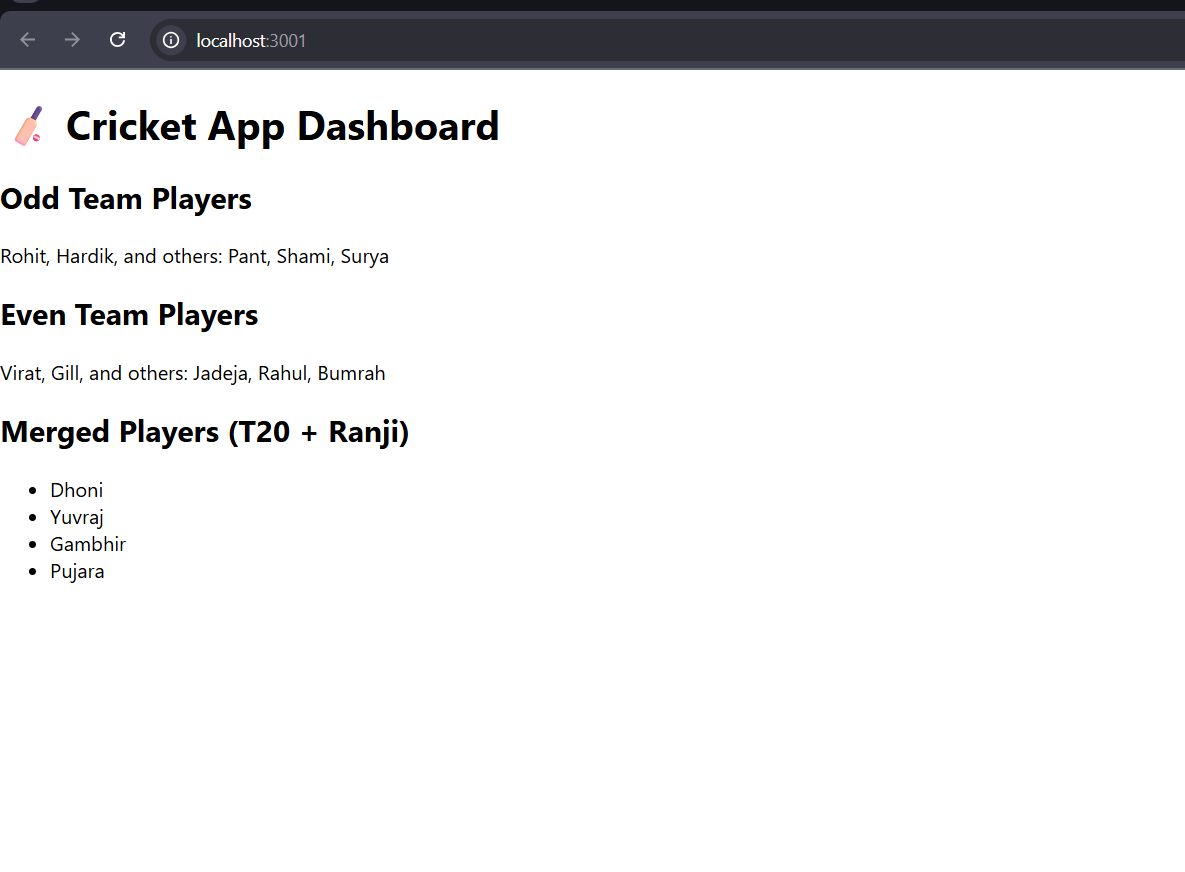 localhost:3001
Cricket App Dashboard
Odd Team Players
Rohit, Hardik, and others: Pant, Shami, Surya
Even Team Players
Virat, Gill, and others: Jadeja, Rahul, Bumrah
Merged Players (T20 + Ranji)
Dhoni
Yuvraj
Gambhir
Pujara